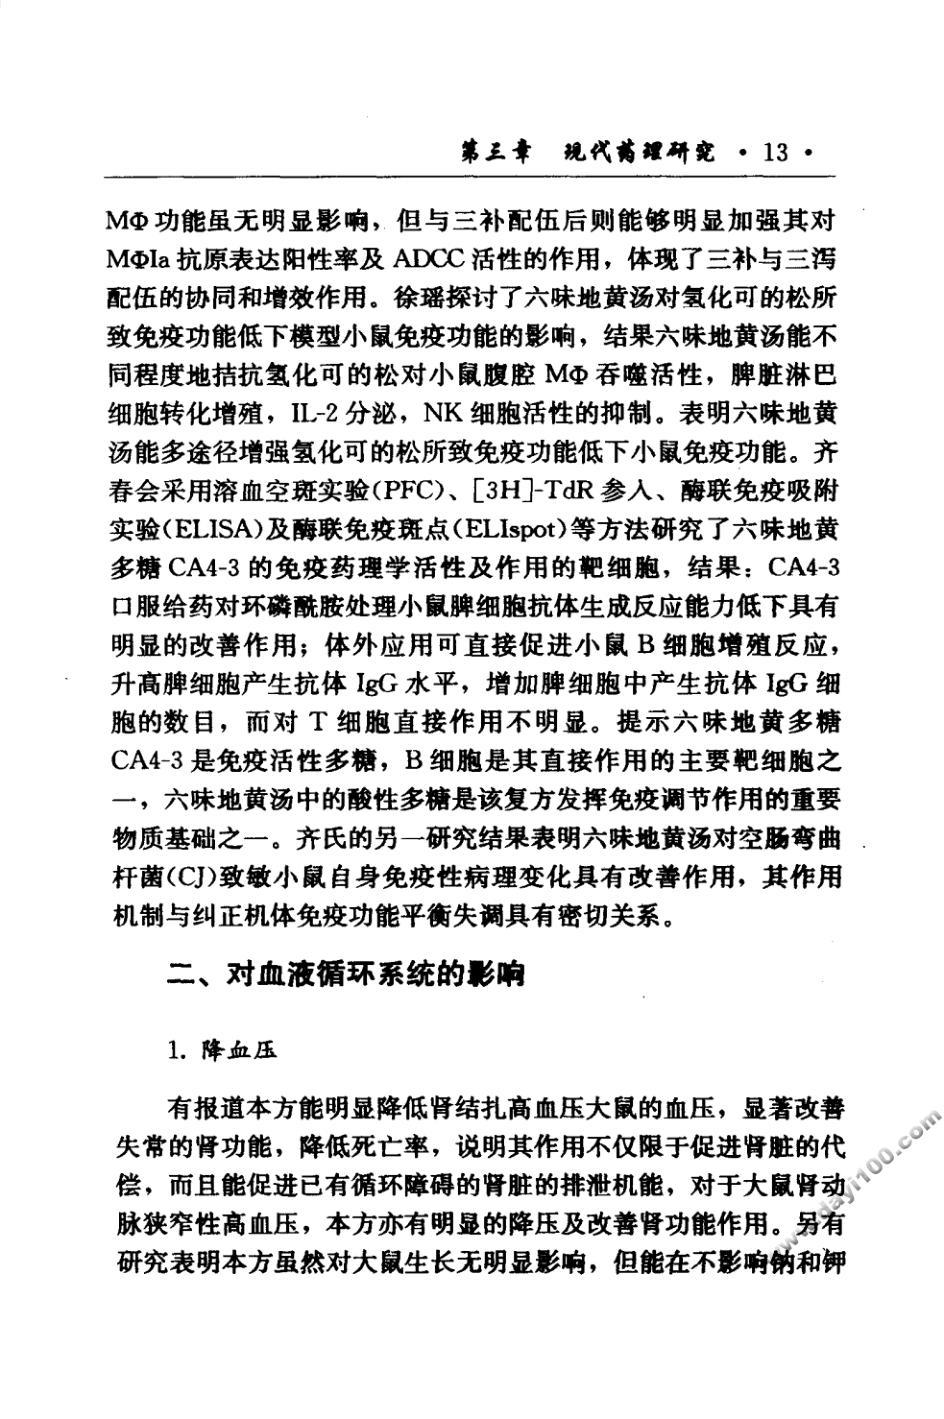 第三章 现代药理研究 · 13 ·
MΦ功能虽无明显影响，但与三补配伍后则能够明显加强其对
MΦIa抗原表达阳性率及 ADCC 活性的作用，体现了三补与三泻
配伍的协同和增效作用。徐瑶探讨了六味地黄汤对氢化可的松所
致免疫功能低下模型小鼠免疫功能的影响，结果六味地黄汤能不
同程度地拮抗氢化可的松对小鼠腹腔 MΦ 吞噬活性，脾脏淋巴
细胞转化增殖，IL-2 分泌，NK 细胞活性的抑制。表明六味地黄
汤能多途径增强氢化可的松所致免疫功能低下小鼠免疫功能。齐
春会采用溶血空斑实验(PFC)、[3H]-TdR 参入、酶联免疫吸附
实验(ELISA)及酶联免疫斑点(ELIspot)等方法研究了六味地黄
多糖 CA4-3 的免疫药理学活性及作用的靶细胞，结果：CA4-3
口服给药对环磷酰胺处理小鼠脾细胞抗体生成反应能力低下具有
明显的改善作用；体外应用可直接促进小鼠 B 细胞增殖反应，
升高脾细胞产生抗体 IgG 水平，增加脾细胞中产生抗体 IgG 细
胞的数目，而对 T 细胞直接作用不明显。提示六味地黄多糖
CA4-3 是免疫活性多糖，B 细胞是其直接作用的主要靶细胞之
一，六味地黄汤中的酸性多糖是该复方发挥免疫调节作用的重要
物质基础之一。齐氏的另一研究结果表明六味地黄汤对空肠弯曲
杆菌(CJ)致敏小鼠自身免疫性病理变化具有改善作用，其作用
机制与纠正机体免疫功能平衡失调具有密切关系。
二、对血液循环系统的影响
1. 降血压
有报道本方能明显降低肾结扎高血压大鼠的血压，显著改善
失常的肾功能，降低死亡率，说明其作用不仅限于促进肾脏的代
偿，而且能促进已有循环障碍的肾脏的排泄机能，对于大鼠肾动
脉狭窄性高血压，本方亦有明显的降压及改善肾功能作用。另有
研究表明本方虽然对大鼠生长无明显影响，但能在不影响钠和钾